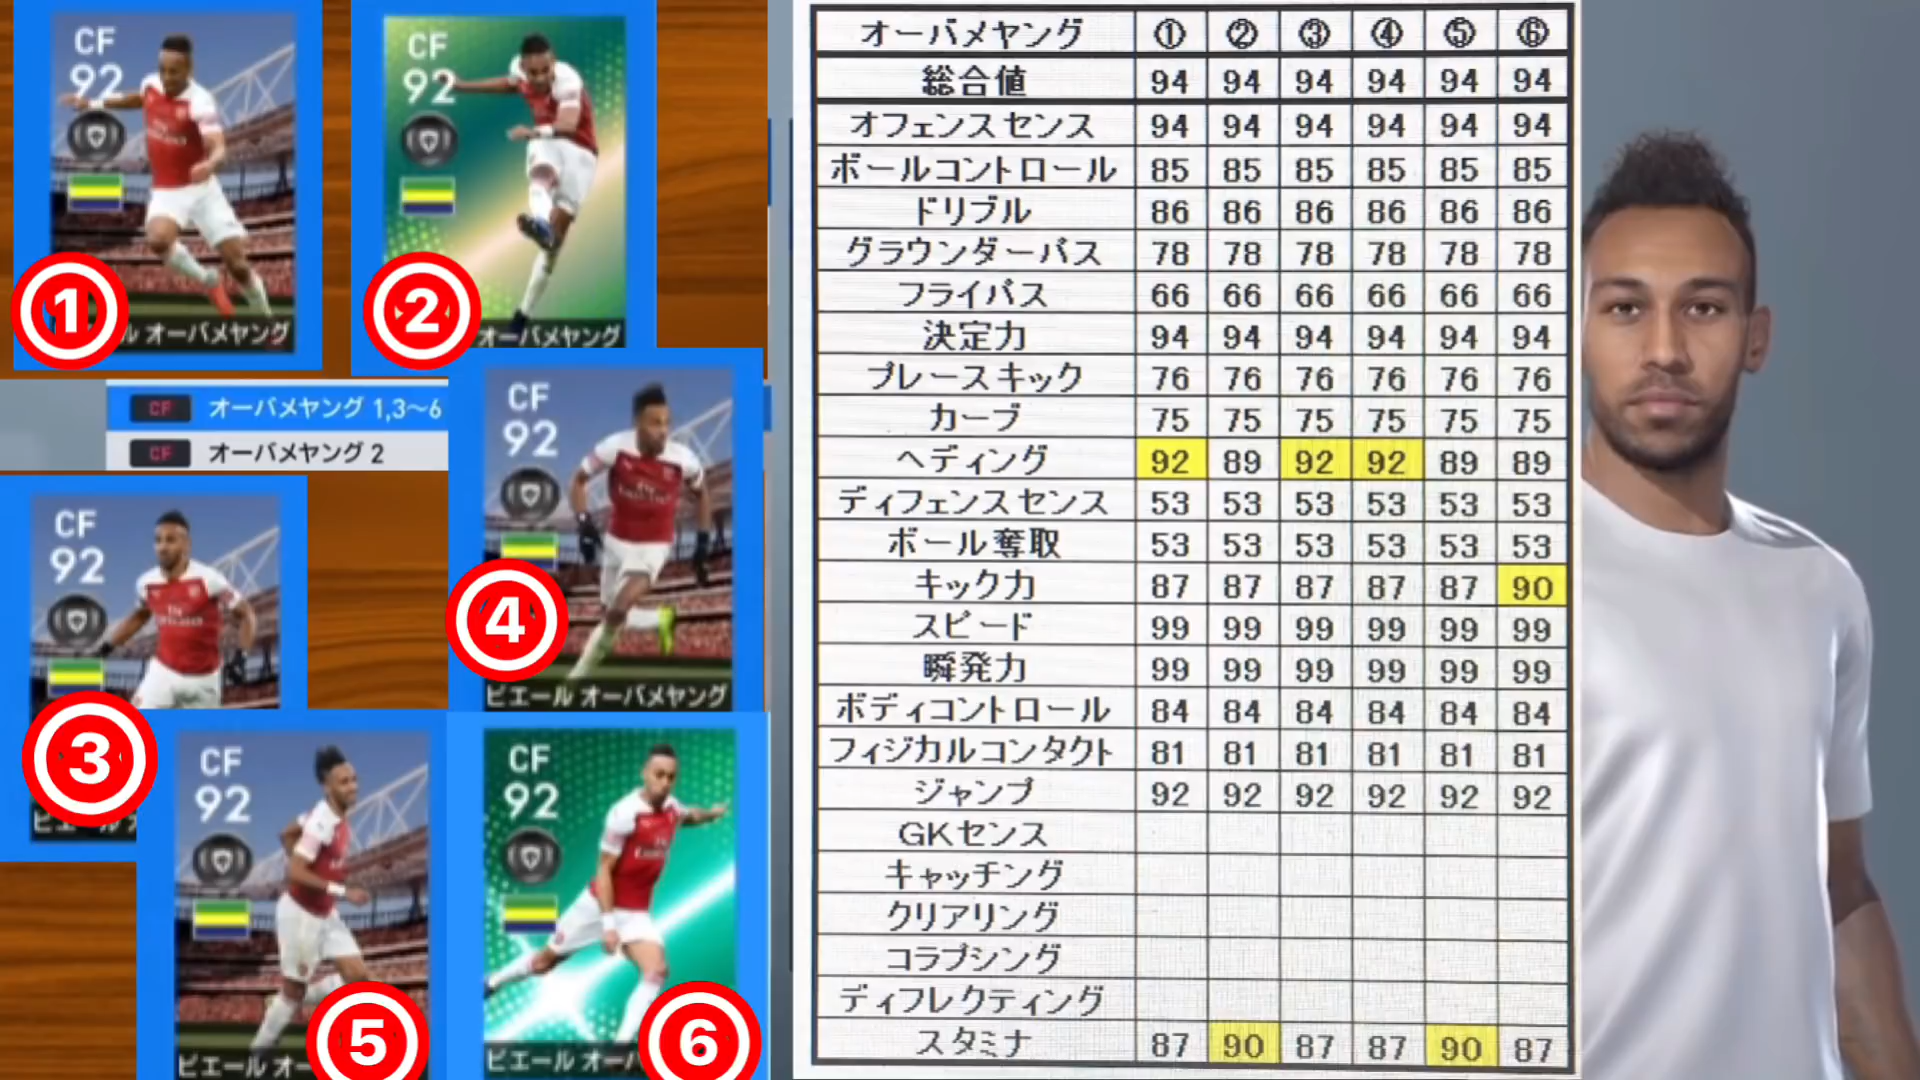 CF
92
①
ル オーバメヤング
CF
92
②
オーバメヤング
CF オーバメヤング 1,3~6
CF オーバメヤング 2
CF
92
③
CF
92
④
ピエール オーバメヤング
CF
92
⑤
ピエール オー
CF
92
⑥
ピエール オーバ
オーバメヤング ① ② ③ ④ ⑤ ⑥
総合値 94 94 94 94 94 94
オフェンスセンス 94 94 94 94 94 94
ボールコントロール 85 85 85 85 85 85
ドリブル 86 86 86 86 86 86
グラウンダーパス 78 78 78 78 78 78
フライパス 66 66 66 66 66 66
決定力 94 94 94 94 94 94
プレースキック 76 76 76 76 76 76
カーブ 75 75 75 75 75 75
ヘディング 92 89 92 92 89 89
ディフェンスセンス 53 53 53 53 53 53
ボール奪取 53 53 53 53 53 53
キック力 87 87 87 87 87 90
スピード 99 99 99 99 99 99
瞬発力 99 99 99 99 99 99
ボディコントロール 84 84 84 84 84 84
フィジカルコンタクト 81 81 81 81 81 81
ジャンプ 92 92 92 92 92 92
GKセンス
キャッチング
クリアリング
コラプシング
ディフレクティング
スタミナ 87 90 87 87 90 87